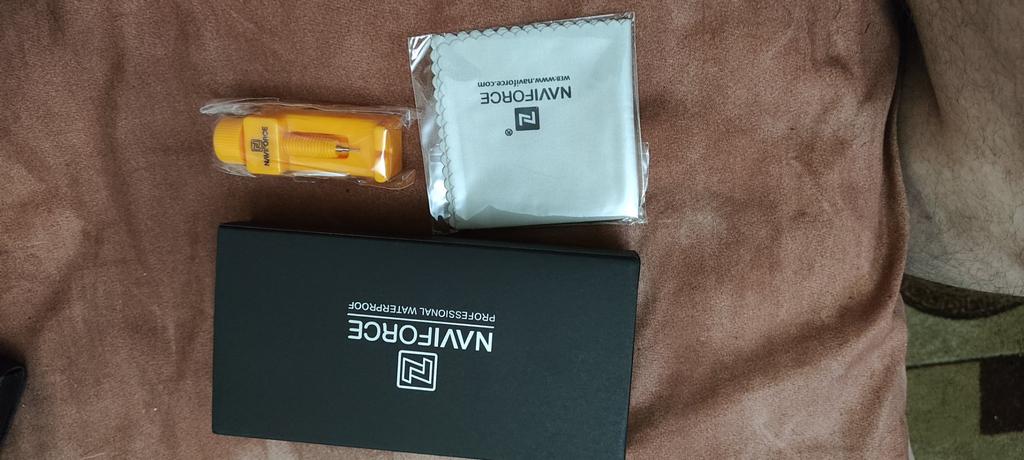 NAVIFORCE
WEB:www.naviforce.com
®
NAVIFORCE
NAVIFORCE
PROFESSIONAL WATERPROOF